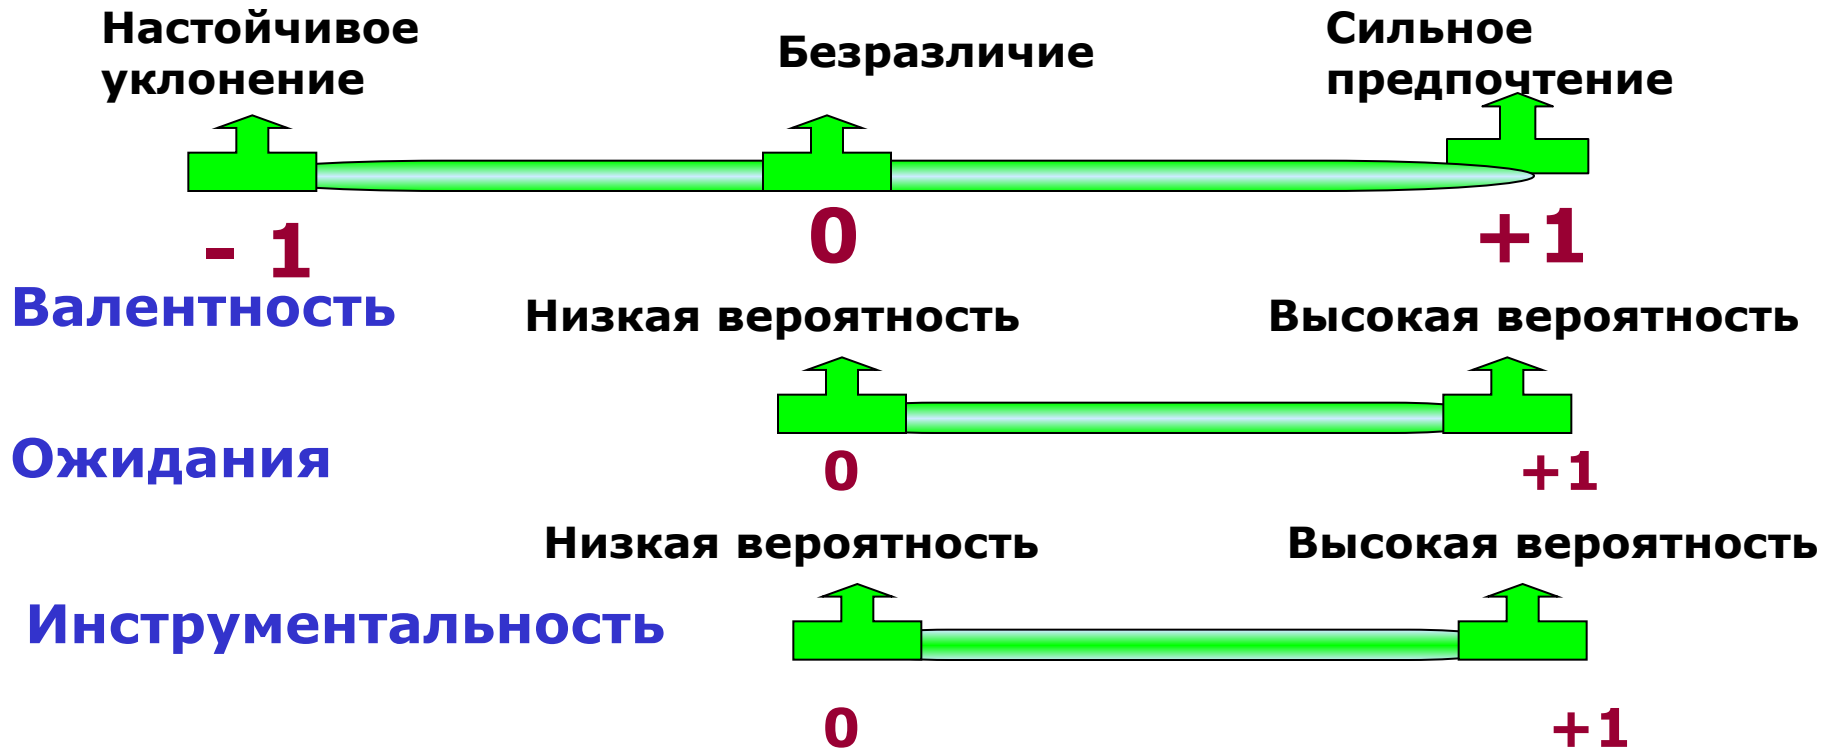 Настойчивое
уклонение
Безразличие
Сильное
предпочтение
- 1
0
+1
Валентность
Низкая вероятность
Высокая вероятность
Ожидания
0
+1
Низкая вероятность
Высокая вероятность
Инструментальность
0
+1